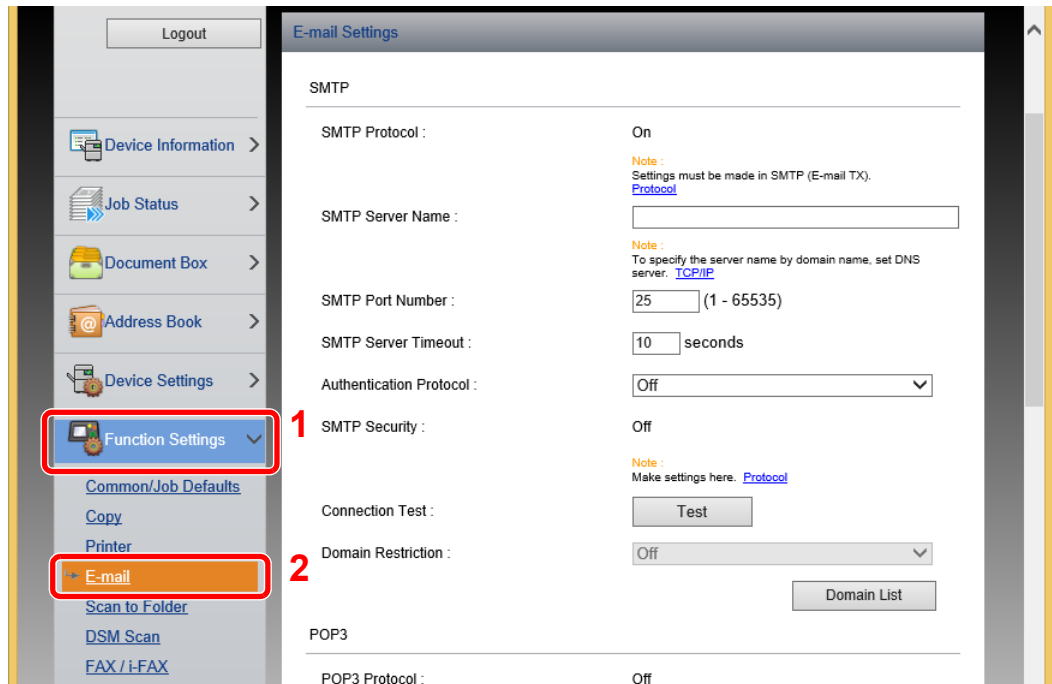 Logout
Device Information
Job Status
Document Box
Address Book
Device Settings
Function Settings
1
Common/Job Defaults
Copy
Printer
E-mail
2
Scan to Folder
DSM Scan
FAX / i-FAX
E-mail Settings
SMTP
SMTP Protocol : On
Note :
Settings must be made in SMTP (E-mail TX).
Protocol
SMTP Server Name :
Note :
To specify the server name by domain name, set DNS
server. TCP/IP
SMTP Port Number : 25 (1 - 65535)
SMTP Server Timeout : 10 seconds
Authentication Protocol : Off
SMTP Security : Off
Note :
Make settings here. Protocol
Connection Test : Test
Domain Restriction : Off
Domain List
POP3
POP3 Protocol : Off